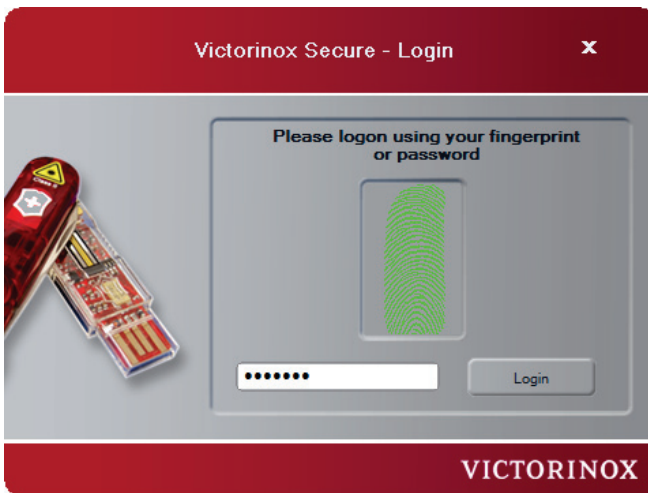 Victorinox Secure - Login
x
Please logon using your fingerprint
or password
•••••••
Login
VICTORINOX